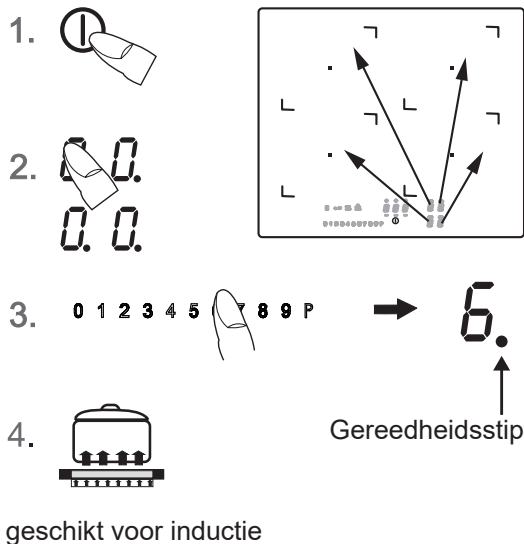 1.
2.
0. 0.
0. 0.
3. 0 1 2 3 4 5 7 8 9 P
6.
Gereedheidsstip
4.
geschikt voor inductie